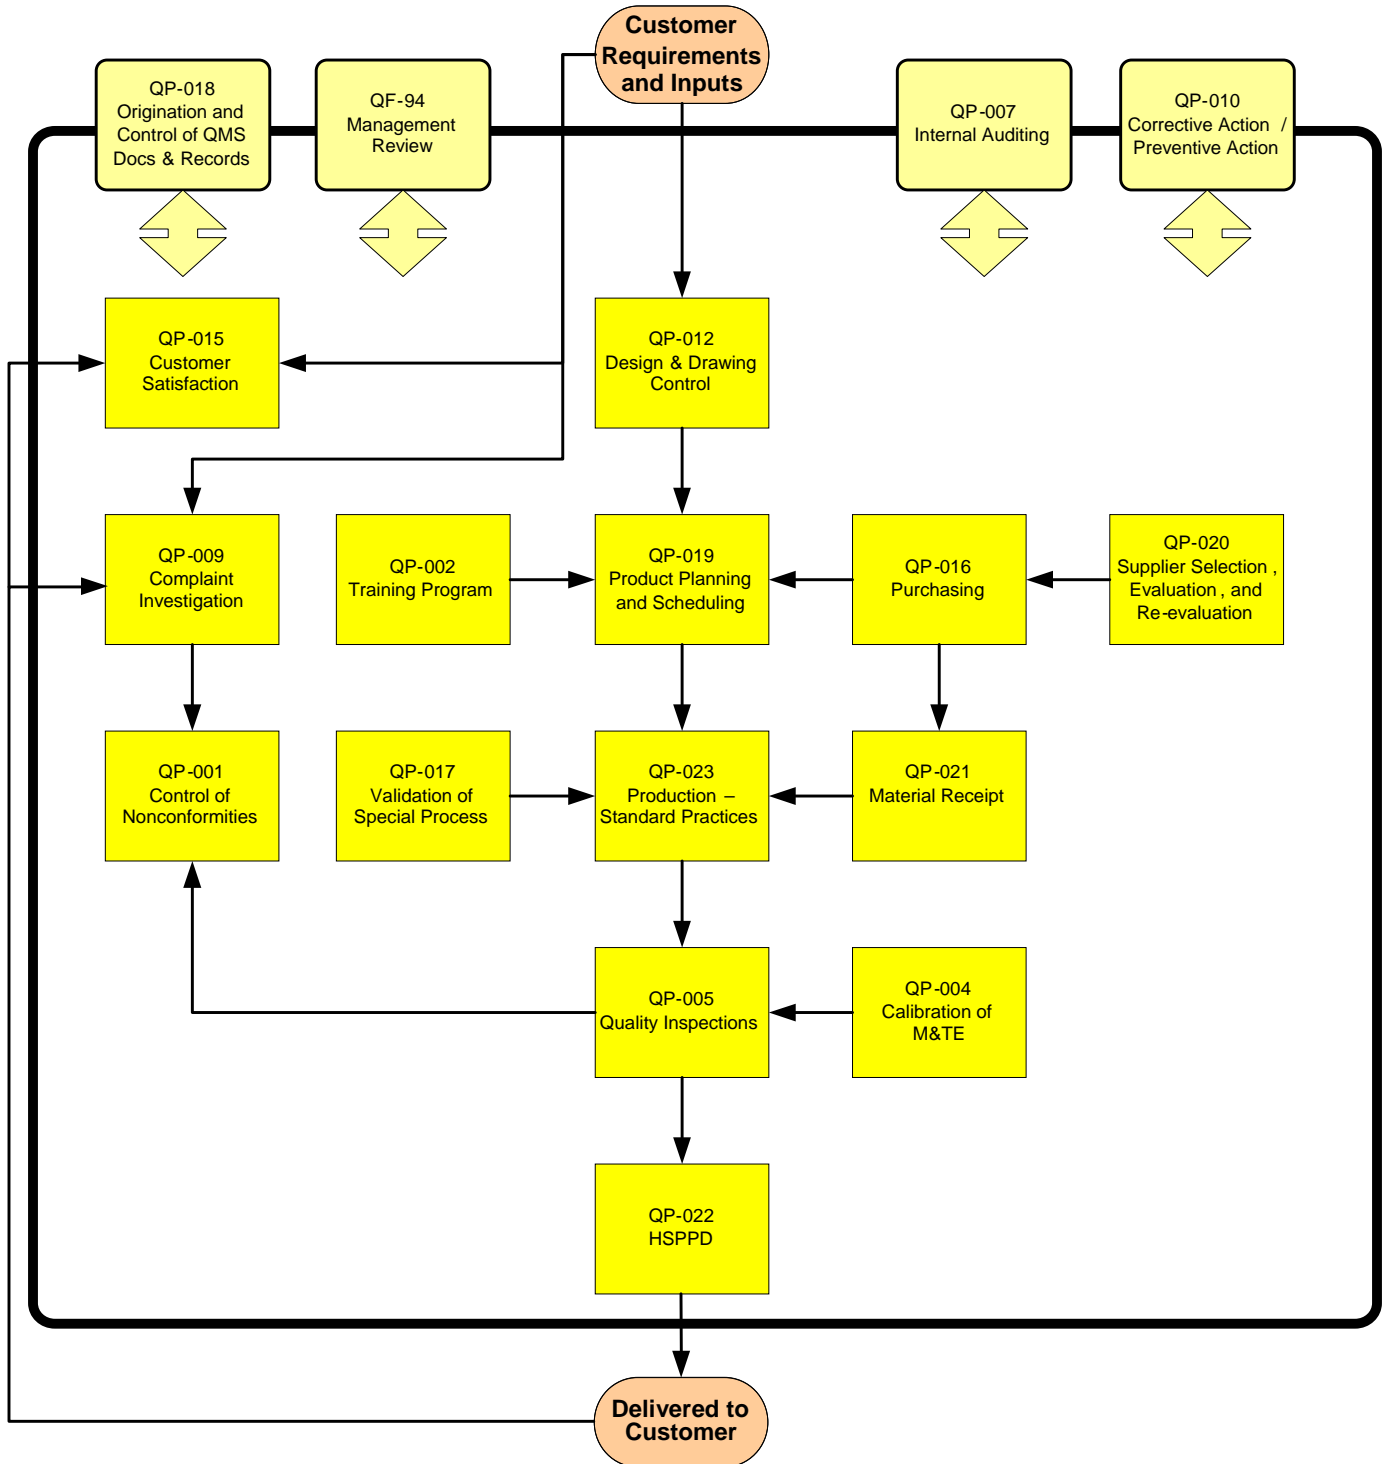 Customer
Requirements
and Inputs
QP-018
Origination and
Control of QMS
Docs & Records
QF-94
Management
Review
QP-007
Internal Auditing
QP-010
Corrective Action /
Preventive Action
QP-015
Customer
Satisfaction
QP-012
Design & Drawing
Control
QP-009
Complaint
Investigation
QP-002
Training Program
QP-019
Product Planning
and Scheduling
QP-016
Purchasing
QP-020
Supplier Selection ,
Evaluation , and
Re-evaluation
QP-001
Control of
Nonconformities
QP-017
Validation of
Special Process
QP-023
Production –
Standard Practices
QP-021
Material Receipt
QP-005
Quality Inspections
QP-004
Calibration of
M&TE
QP-022
HSPPD
Delivered to
Customer